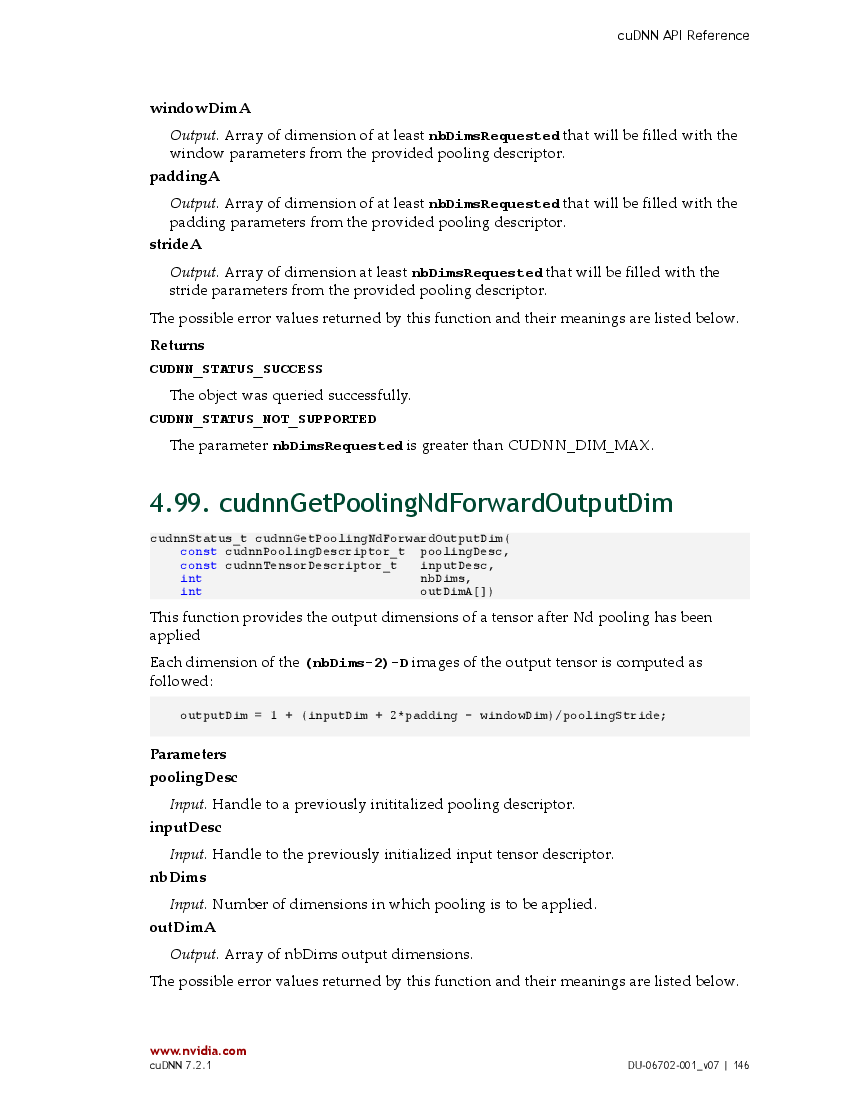 cuDNN API Reference
windowDimA
Output. Array of dimension of at least nbDimsRequested that will be filled with the
window parameters from the provided pooling descriptor.
paddingA
Output. Array of dimension of at least nbDimsRequested that will be filled with the
padding parameters from the provided pooling descriptor.
strideA
Output. Array of dimension at least nbDimsRequested that will be filled with the
stride parameters from the provided pooling descriptor.
The possible error values returned by this function and their meanings are listed below.
Returns
CUDNN_STATUS_SUCCESS
The object was queried successfully.
CUDNN_STATUS_NOT_SUPPORTED
The parameter nbDimsRequested is greater than CUDNN_DIM_MAX.
4.99. cudnnGetPoolingNdForwardOutputDim
cudnnStatus_t cudnnGetPoolingNdForwardOutputDim(
const cudnnPoolingDescriptor_t poolingDesc,
const cudnnTensorDescriptor_t inputDesc,
int nbDims,
int outDimA[])
This function provides the output dimensions of a tensor after Nd pooling has been
applied
Each dimension of the (nbDims-2)-D images of the output tensor is computed as
followed:
outputDim = 1 + (inputDim + 2*padding - windowDim)/poolingStride;
Parameters
poolingDesc
Input. Handle to a previously inititalized pooling descriptor.
inputDesc
Input. Handle to the previously initialized input tensor descriptor.
nbDims
Input. Number of dimensions in which pooling is to be applied.
outDimA
Output. Array of nbDims output dimensions.
The possible error values returned by this function and their meanings are listed below.
www.nvidia.com
cuDNN 7.2.1
DU-06702-001_v07 | 146